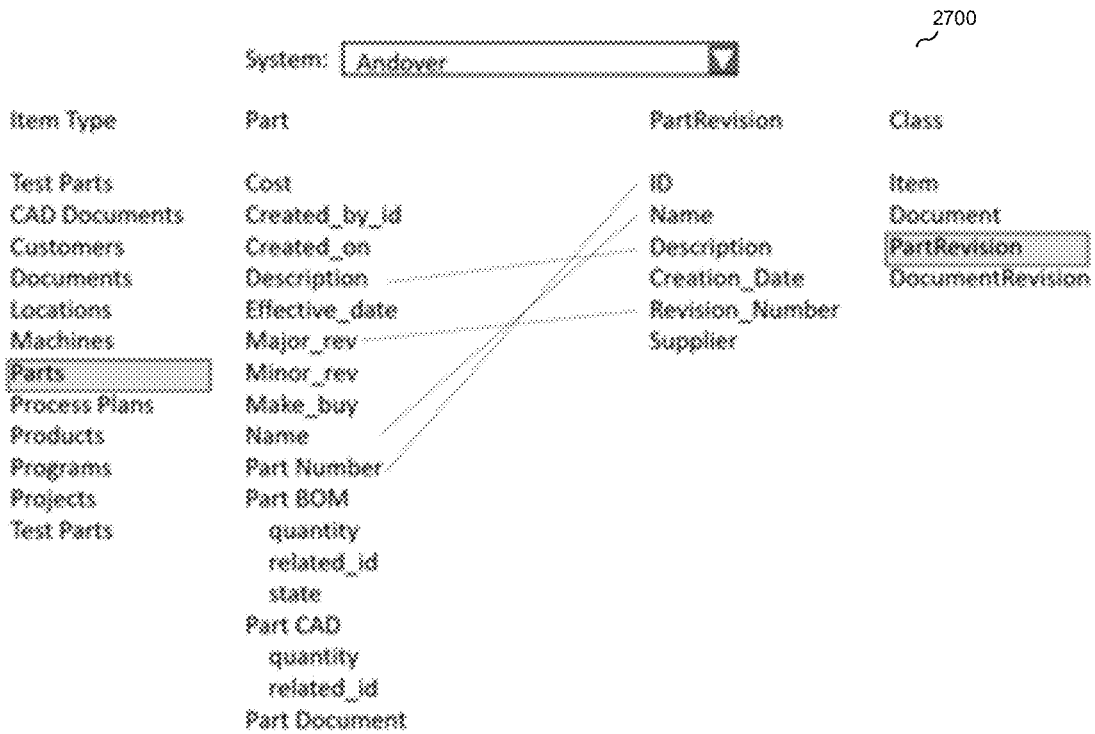 2700
System: Andover
Item Type Part PartRevision Class
Test Parts Cost ID Item
CAD Documents Created_by_id Name Document
Customers Created_on Description PartRevision
Documents Description Creation_Date DocumentRevision
Locations Effective_date Revision_Number
Machines Major_rev Supplier
Parts Minor_rev
Process Plans Make_buy
Products Name
Programs Part Number
Projects Part BOM
Test Parts quantity
related_id
state
Part CAD
quantity
related_id
Part Document